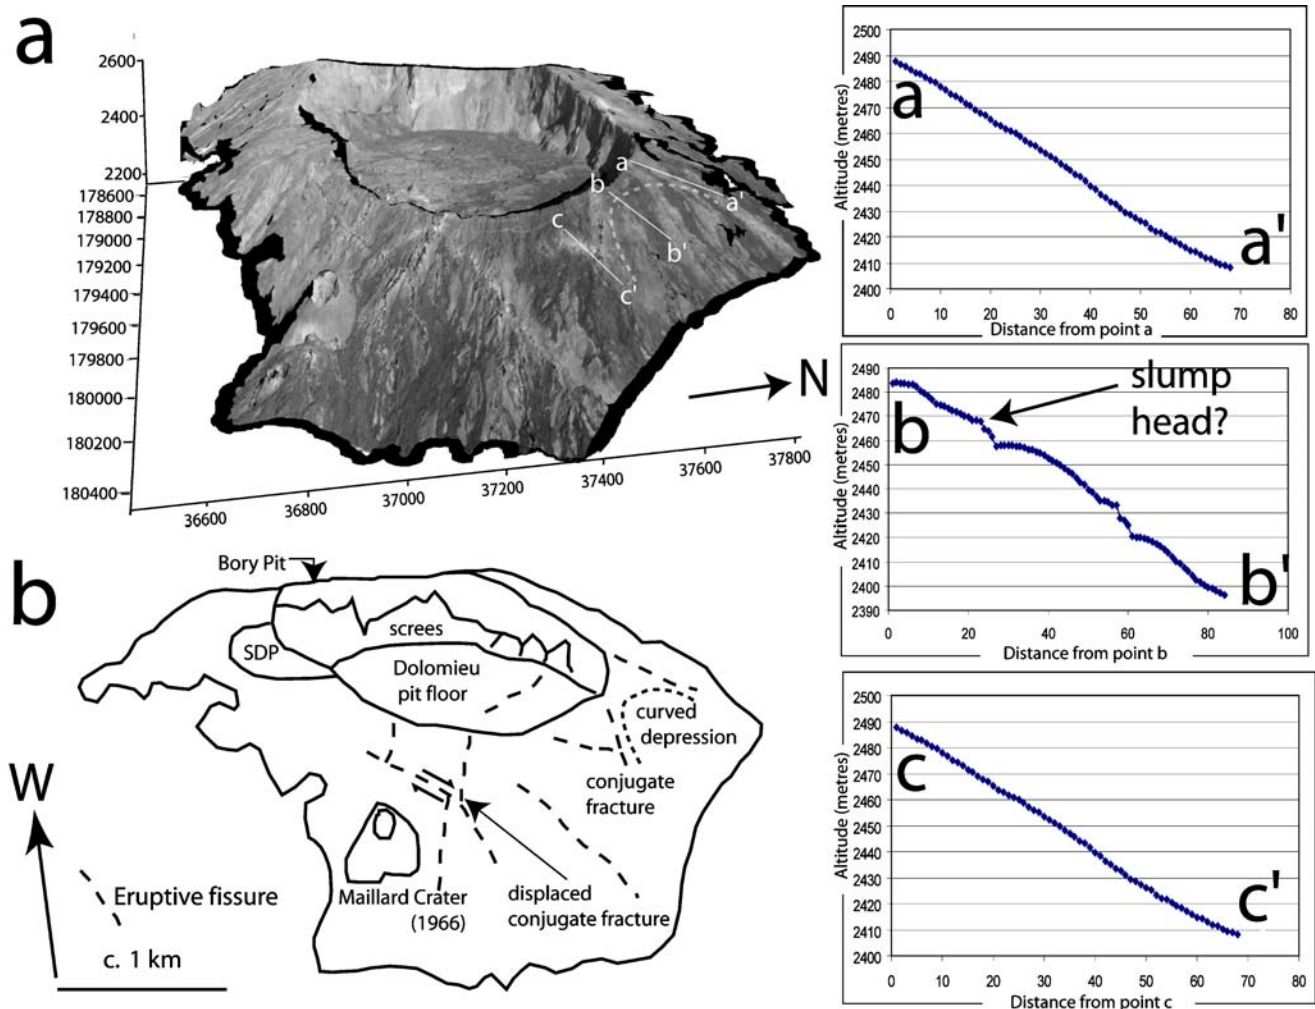 a
2600
2400
2200
178600
178800
179000
179200
179400
179600
179800
180000
180200
180400
36600
36800
37000
37200
37400
37600
37800
a
a'
b
b'
c
c'
N
b
Bory Pit
screes
SDP
Dolomieu
pit floor
curved
depression
conjugate
fracture
displaced
conjugate fracture
Maillard Crater
(1966)
W
Eruptive fissure
c. 1 km
2500
2490
2480
2470
2460
2450
2440
2430
2420
2410
2400
Altitude (metres)
a
a'
0 10 20 30 40 50 60 70 80
Distance from point a
2490
2480
2470
2460
2450
2440
2430
2420
2410
2400
2390
Altitude (metres)
slump
head?
b
b'
0 20 40 60 80 100
Distance from point b
2500
2490
2480
2470
2460
2450
2440
2430
2420
2410
2400
Altitude (metres)
c
c'
0 10 20 30 40 50 60 70 80
Distance from point c